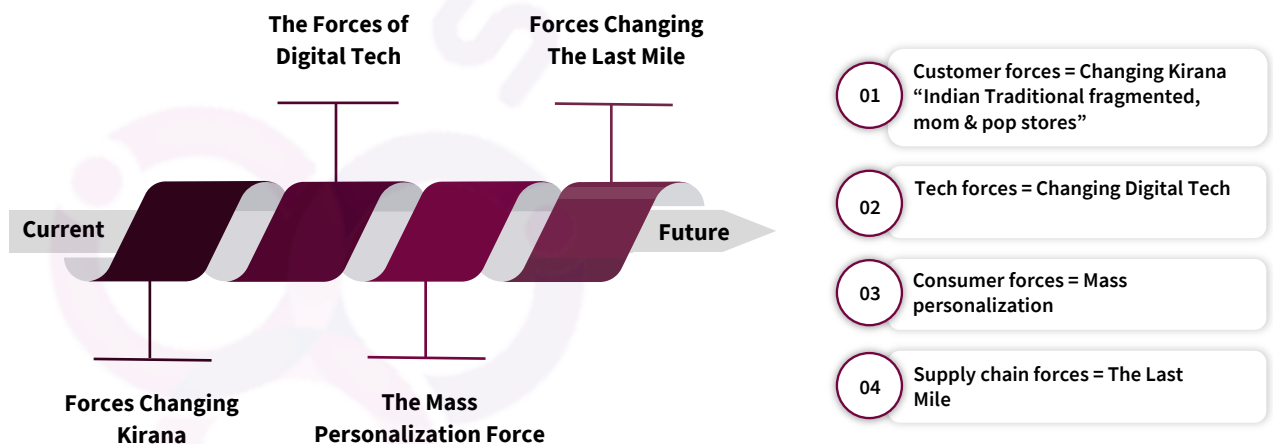 The Forces of
Digital Tech
Forces Changing
The Last Mile
Current
Future
Forces Changing
Kirana
The Mass
Personalization Force
01
Customer forces = Changing Kirana
“Indian Traditional fragmented,
mom & pop stores”
02
Tech forces = Changing Digital Tech
03
Consumer forces = Mass
personalization
04
Supply chain forces = The Last
Mile